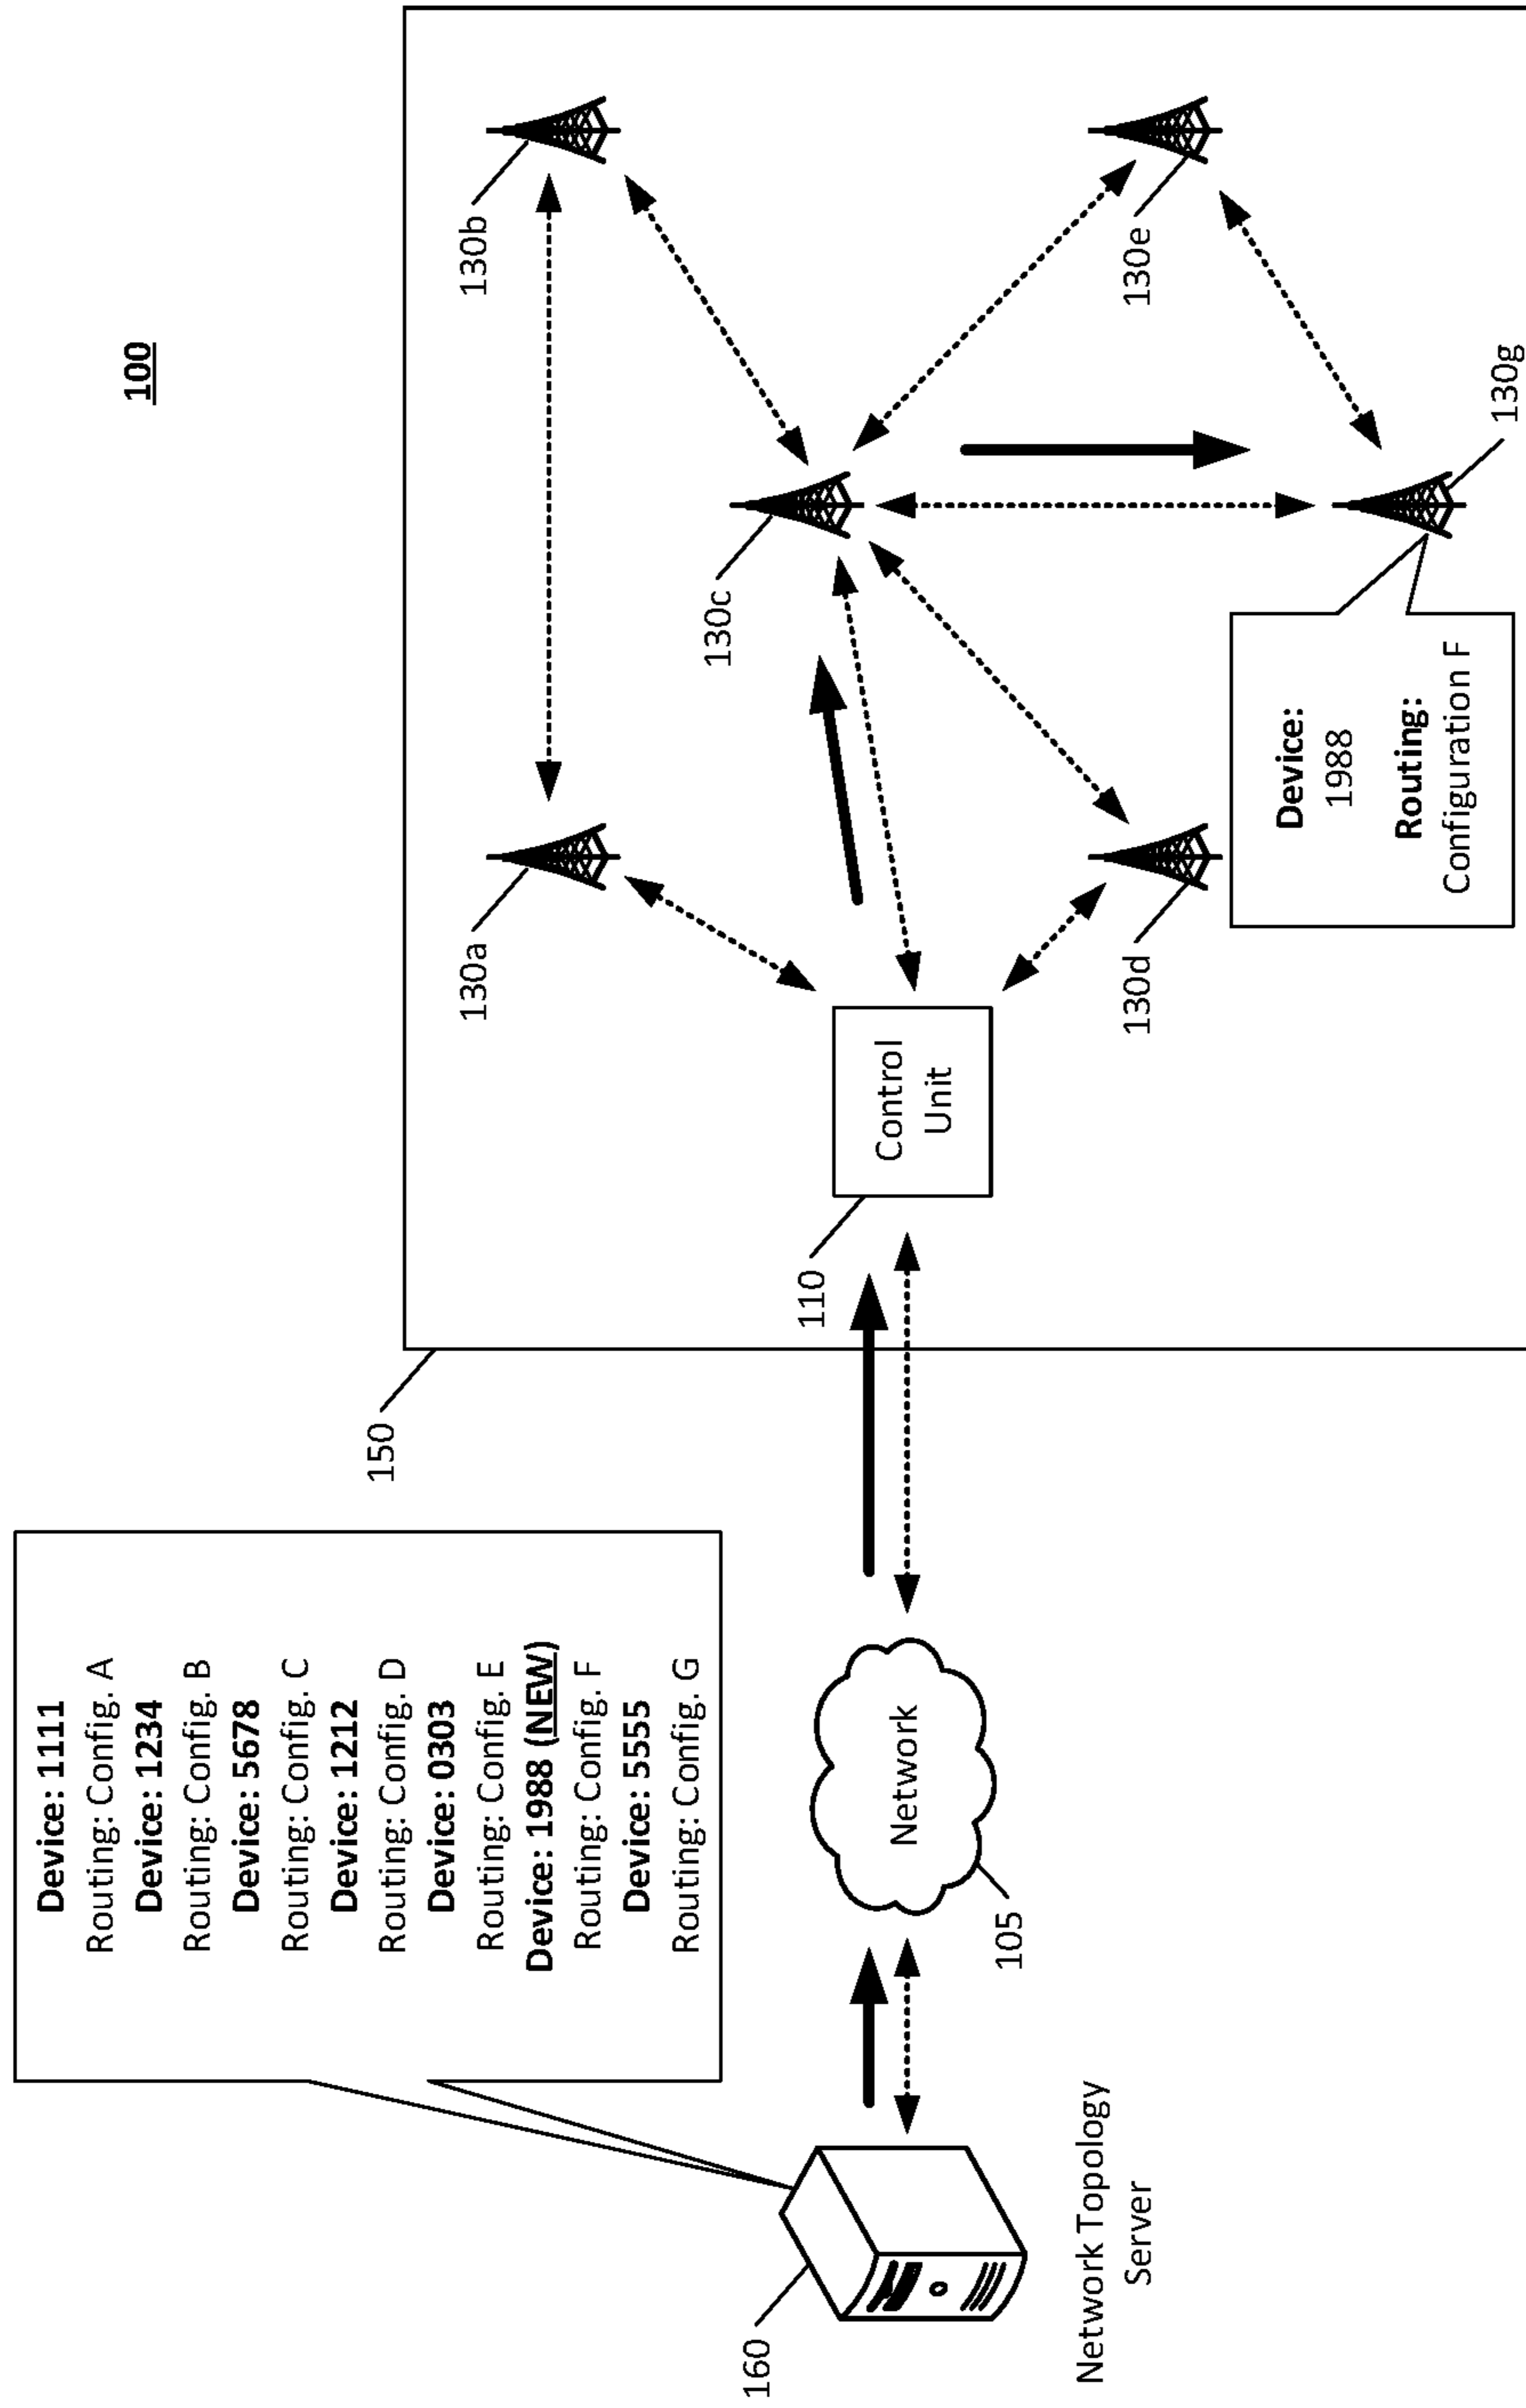 100
Device: 1111
Routing: Config. A
Device: 1234
Routing: Config. B
Device: 5678
Routing: Config. C
Device: 1212
Routing: Config. D
Device: 0303
Routing: Config. E
Device: 1988 (NEW)
Routing: Config. F
Device: 5555
Routing: Config. G
150
160
Network Topology
Server
Network
105
110
Control
Unit
130a
130b
130c
130d
130e
130g
Device:
1988
Routing:
Configuration F